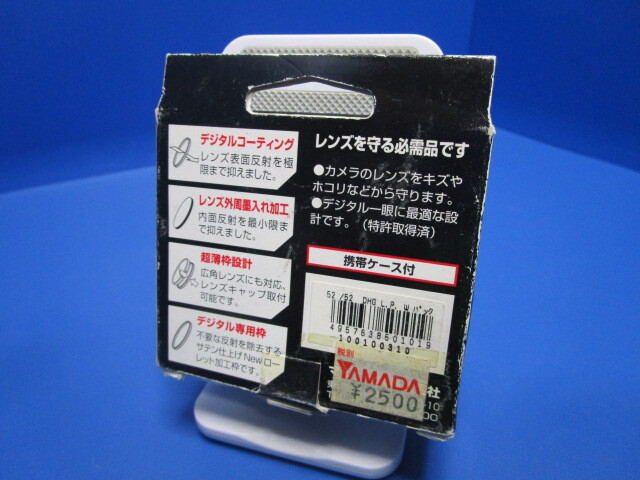 デジタルコーティング
レンズ表面反射を極
限まで抑えました。
レンズ外周墨入れ加工
内面反射を最小限ま
で抑えました。
超薄枠設計
広角レンズにも対応、
レンズキャップ取付
可能です。
デジタル専用枠
不要な反射を除去する
サテン仕上げNewロー
レット加工枠です。
レンズを守る必需品です
●カメラのレンズをキズや
ホコリなどから守ります。
●デジタル一眼に最適な設
計です。(特許取得済)
携帯ケース付
52/52 DHG L.P. Wパック
4957638501019
100100310
税別
YAMADA
¥2500